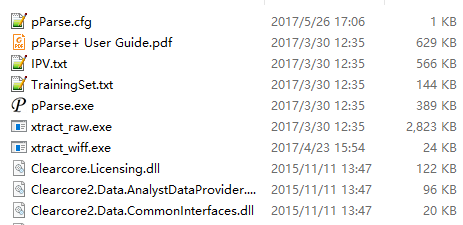 pParse.cfg 2017/5/26 17:06 1 KB
pParse+ User Guide.pdf 2017/3/30 12:35 629 KB
IPV.txt 2017/3/30 12:35 566 KB
TrainingSet.txt 2017/3/30 12:35 144 KB
pParse.exe 2017/3/30 12:35 389 KB
xtract_raw.exe 2017/3/30 12:35 2,823 KB
xtract_wiff.exe 2017/4/23 15:54 24 KB
Clearcore.Licensing.dll 2015/11/11 13:47 122 KB
Clearcore2.Data.AnalystDataProvider.... 2015/11/11 13:47 96 KB
Clearcore2.Data.CommonInterfaces.dll 2015/11/11 13:47 20 KB